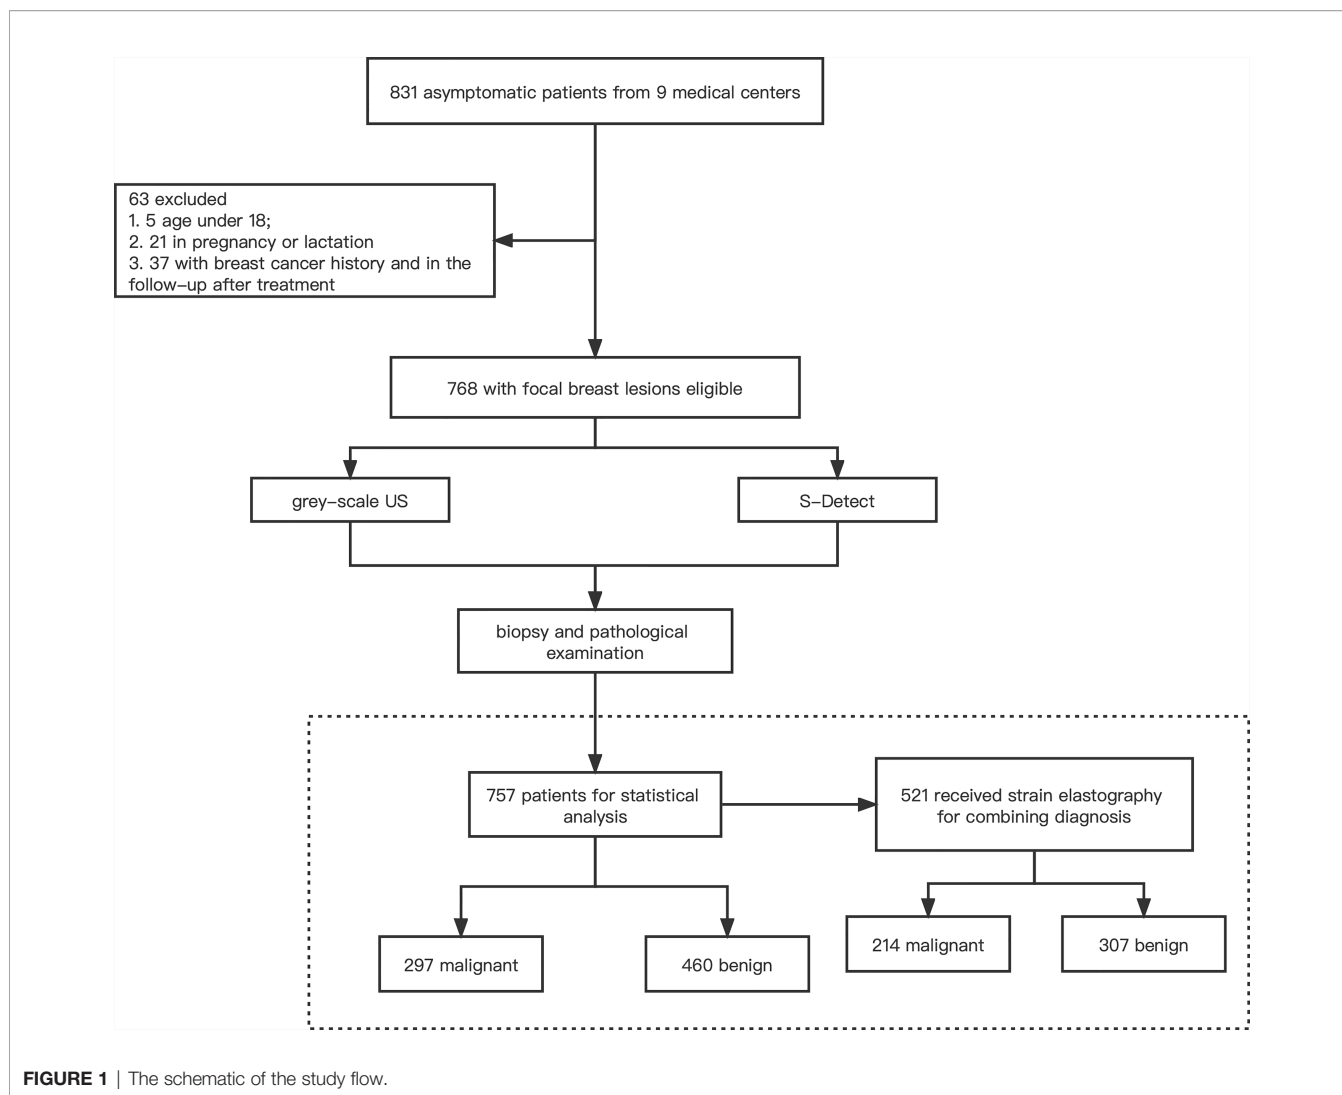 831 asymptomatic patients from 9 medical centers
63 excluded
1. 5 age under 18;
2. 21 in pregnancy or lactation
3. 37 with breast cancer history and in the
follow-up after treatment
768 with focal breast lesions eligible
grey-scale US
S-Detect
biopsy and pathological
examination
757 patients for statistical
analysis
521 received strain elastography
for combining diagnosis
297 malignant
460 benign
214 malignant
307 benign
FIGURE 1 | The schematic of the study flow.